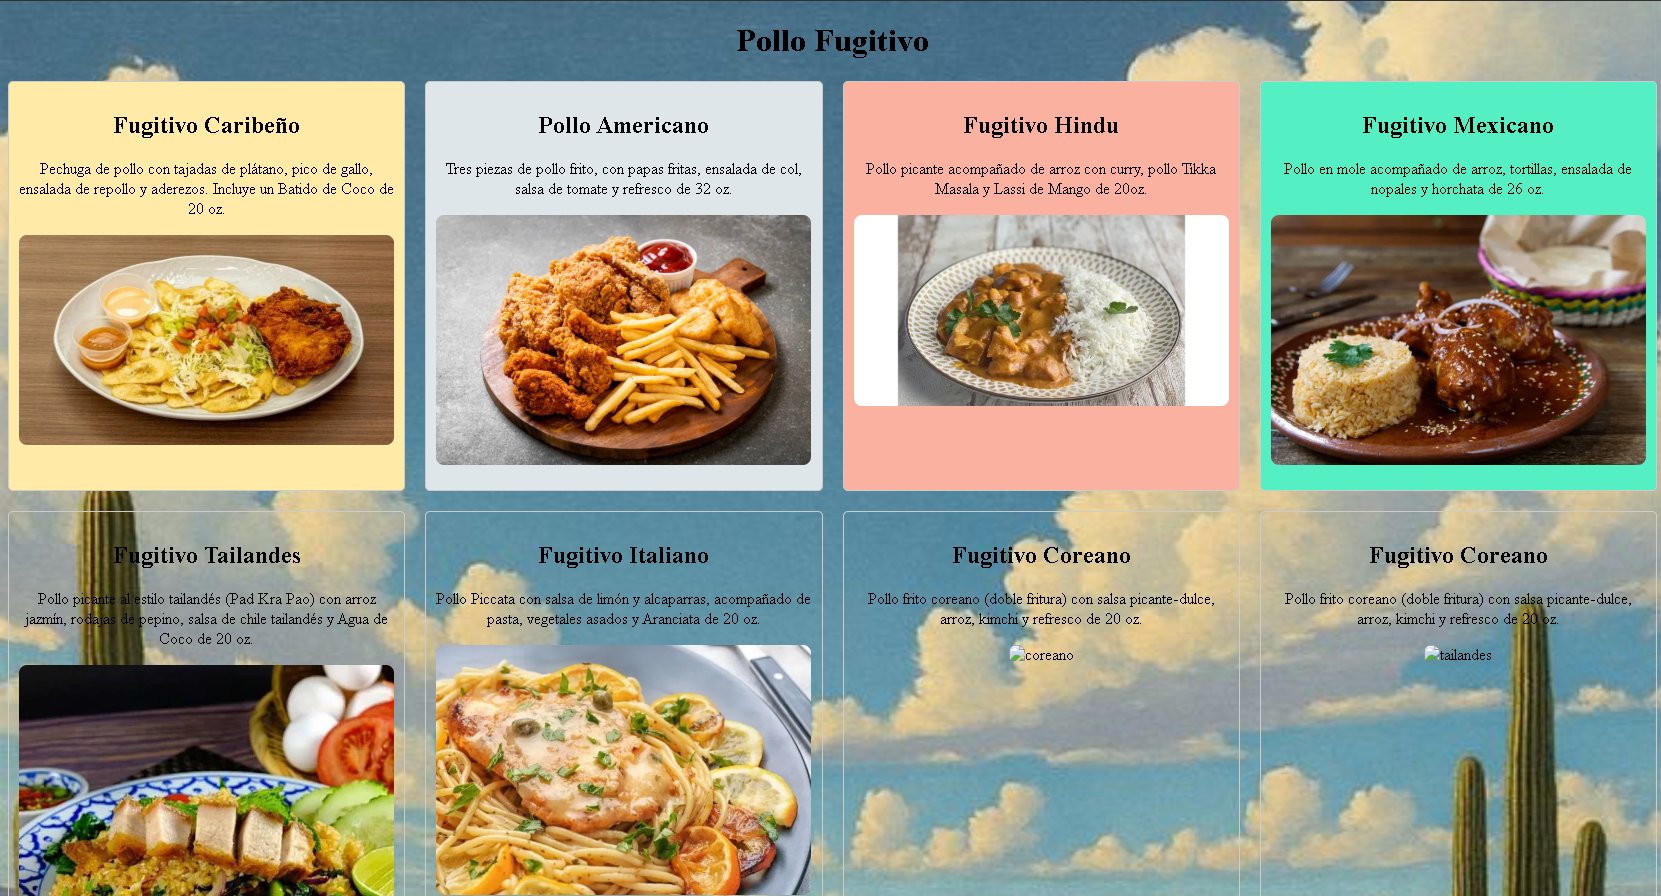 Pollo Fugitivo
Fugitivo Caribeño
Pechuga de pollo con tajadas de plátano, pico de gallo,
ensalada de repollo y aderezos. Incluye un Batido de Coco de
20 oz.
Pollo Americano
Tres piezas de pollo frito, con papas fritas, ensalada de col,
salsa de tomate y refresco de 32 oz.
Fugitivo Hindu
Pollo picante acompañado de arroz con curry, pollo Tikka
Masala y Lassi de Mango de 20oz.
Fugitivo Mexicano
Pollo en mole acompañado de arroz, tortillas, ensalada de
nopales y horchata de 26 oz.
Fugitivo Tailandes
Pollo picante al estilo tailandés (Pad Kra Pao) con arroz
jazmín, rodajas de pepino, salsa de chile tailandés y Agua de
Coco de 20 oz.
Fugitivo Italiano
Pollo Piccata con salsa de limón y alcaparras, acompañado de
pasta, vegetales asados y Aranciata de 20 oz.
Fugitivo Coreano
Pollo frito coreano (doble fritura) con salsa picante-dulce,
arroz, kimchi y refresco de 20 oz.
coreano
Fugitivo Coreano
Pollo frito coreano (doble fritura) con salsa picante-dulce,
arroz, kimchi y refresco de 20 oz.
tailandes